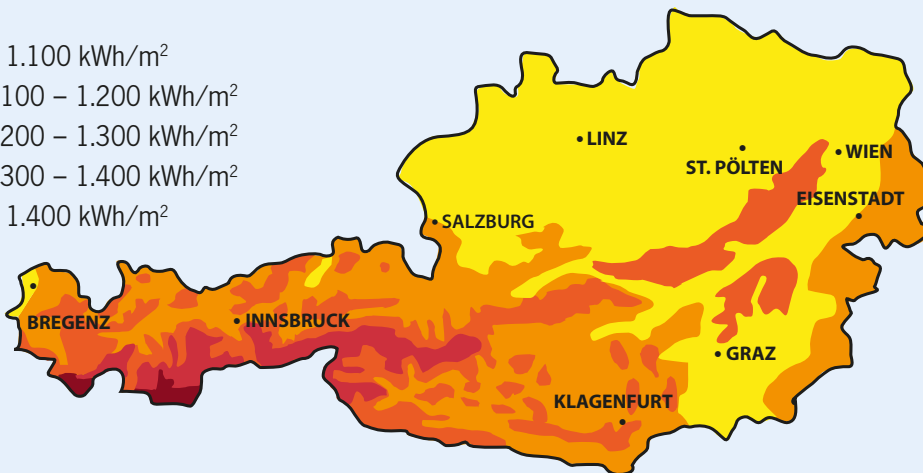 1.100 kWh/m²
100 – 1.200 kWh/m²
200 – 1.300 kWh/m²
300 – 1.400 kWh/m²
1.400 kWh/m²
LINZ
ST. PÖLTEN
WIEN
EISENSTADT
SALZBURG
BREGENZ
INNSBRUCK
GRAZ
KLAGENFURT